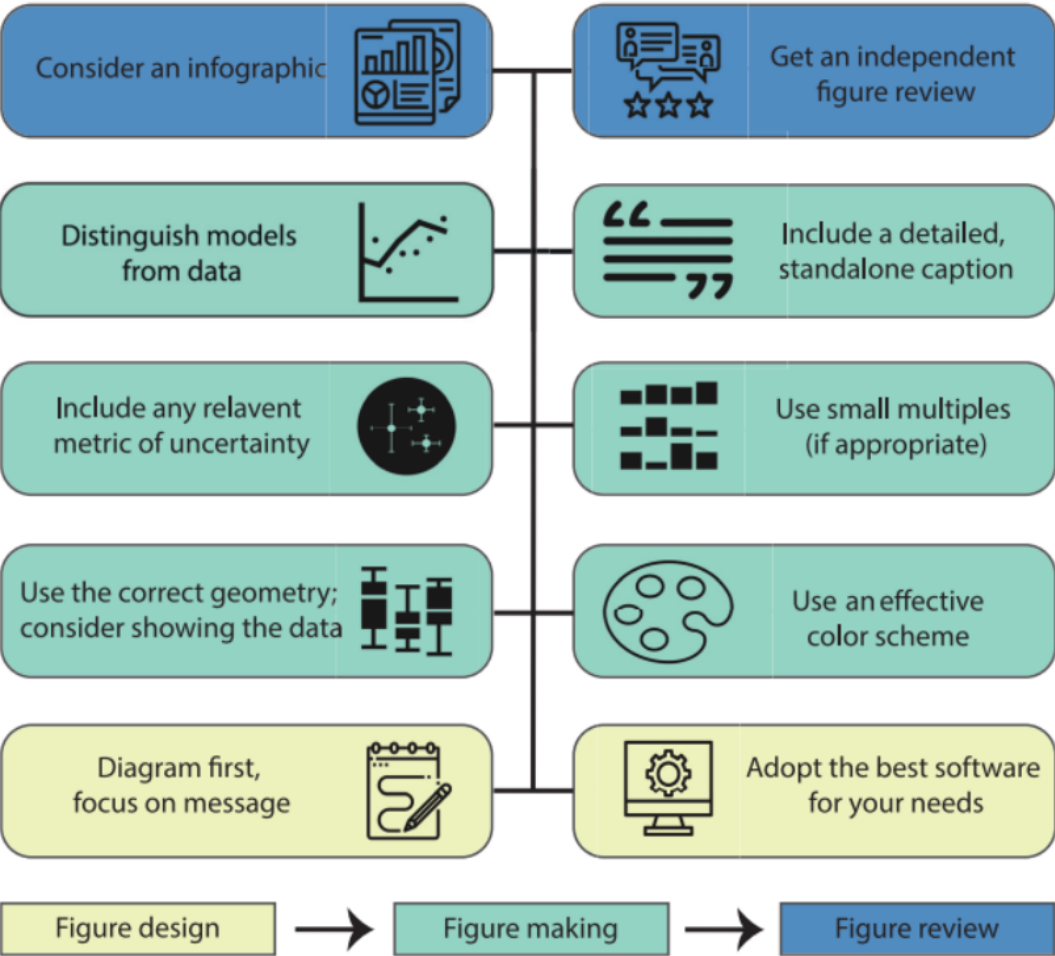 Consider an infographic
Get an independent
figure review
Distinguish models
from data
Include a detailed,
standalone caption
Include any relavent
metric of uncertainty
Use small multiples
(if appropriate)
Use the correct geometry;
consider showing the data
Use an effective
color scheme
Diagram first,
focus on message
Adopt the best software
for your needs
Figure design
Figure making
Figure review